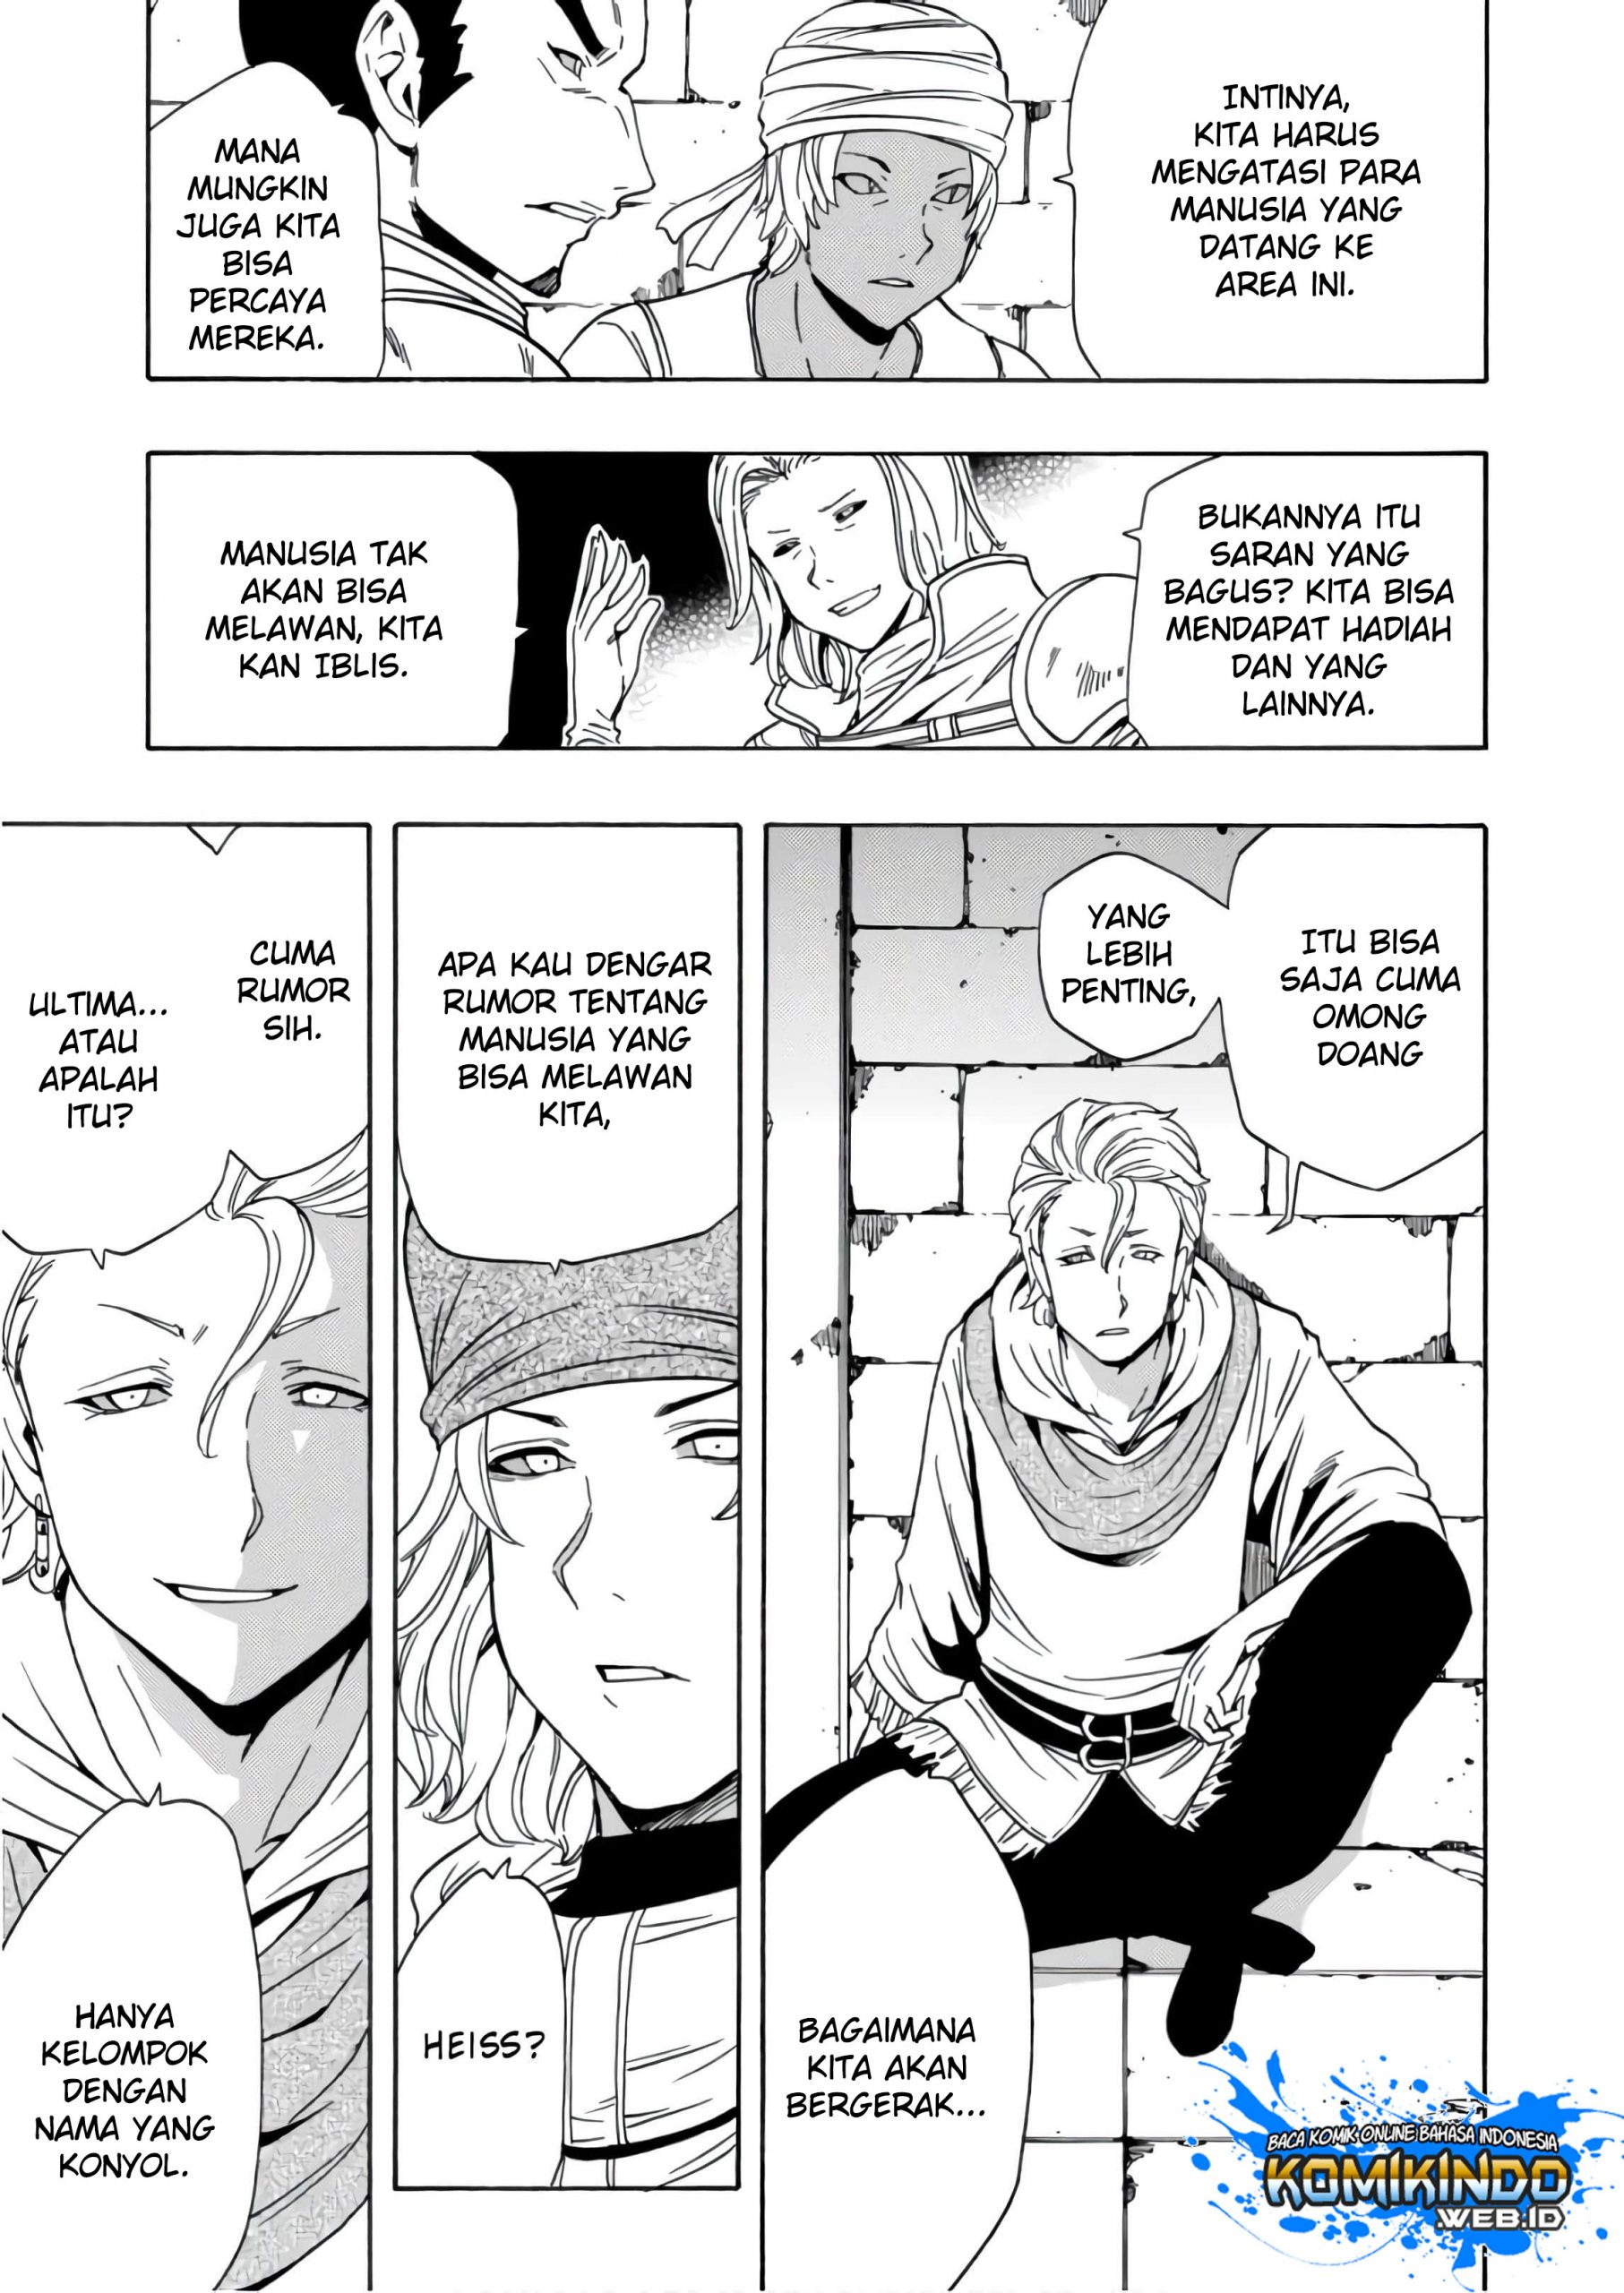 INTINYA,
KITA HARUS
MENGATASI PARA
MANUSIA YANG
DATANG KE
AREA INI.
MANA
MUNGKIN
JUGA KITA
BISA
PERCAYA
MEREKA.
BUKANNYA ITU
SARAN YANG
BAGUS? KITA BISA
MENDAPAT HADIAH
DAN YANG
LAINNYA.
MANUSIA TAK
AKAN BISA
MELAWAN, KITA
KAN IBLIS.
ITU BISA
SAJA CUMA
OMONG
DOANG
YANG
LEBIH
PENTING,
BAGAIMANA
KITA AKAN
BERGERAK...
APA KAU DENGAR
RUMOR TENTANG
MANUSIA YANG
BISA MELAWAN
KITA,
HEISS?
CUMA
RUMOR
SIH.
ULTIMA...
ATAU
APALAH
ITU?
HANYA
KELOMPOK
DENGAN
NAMA YANG
KONYOL.
BACA KOMIK ONLINE BAHASA INDONESIA
KOMIKINDO
.WEB.ID